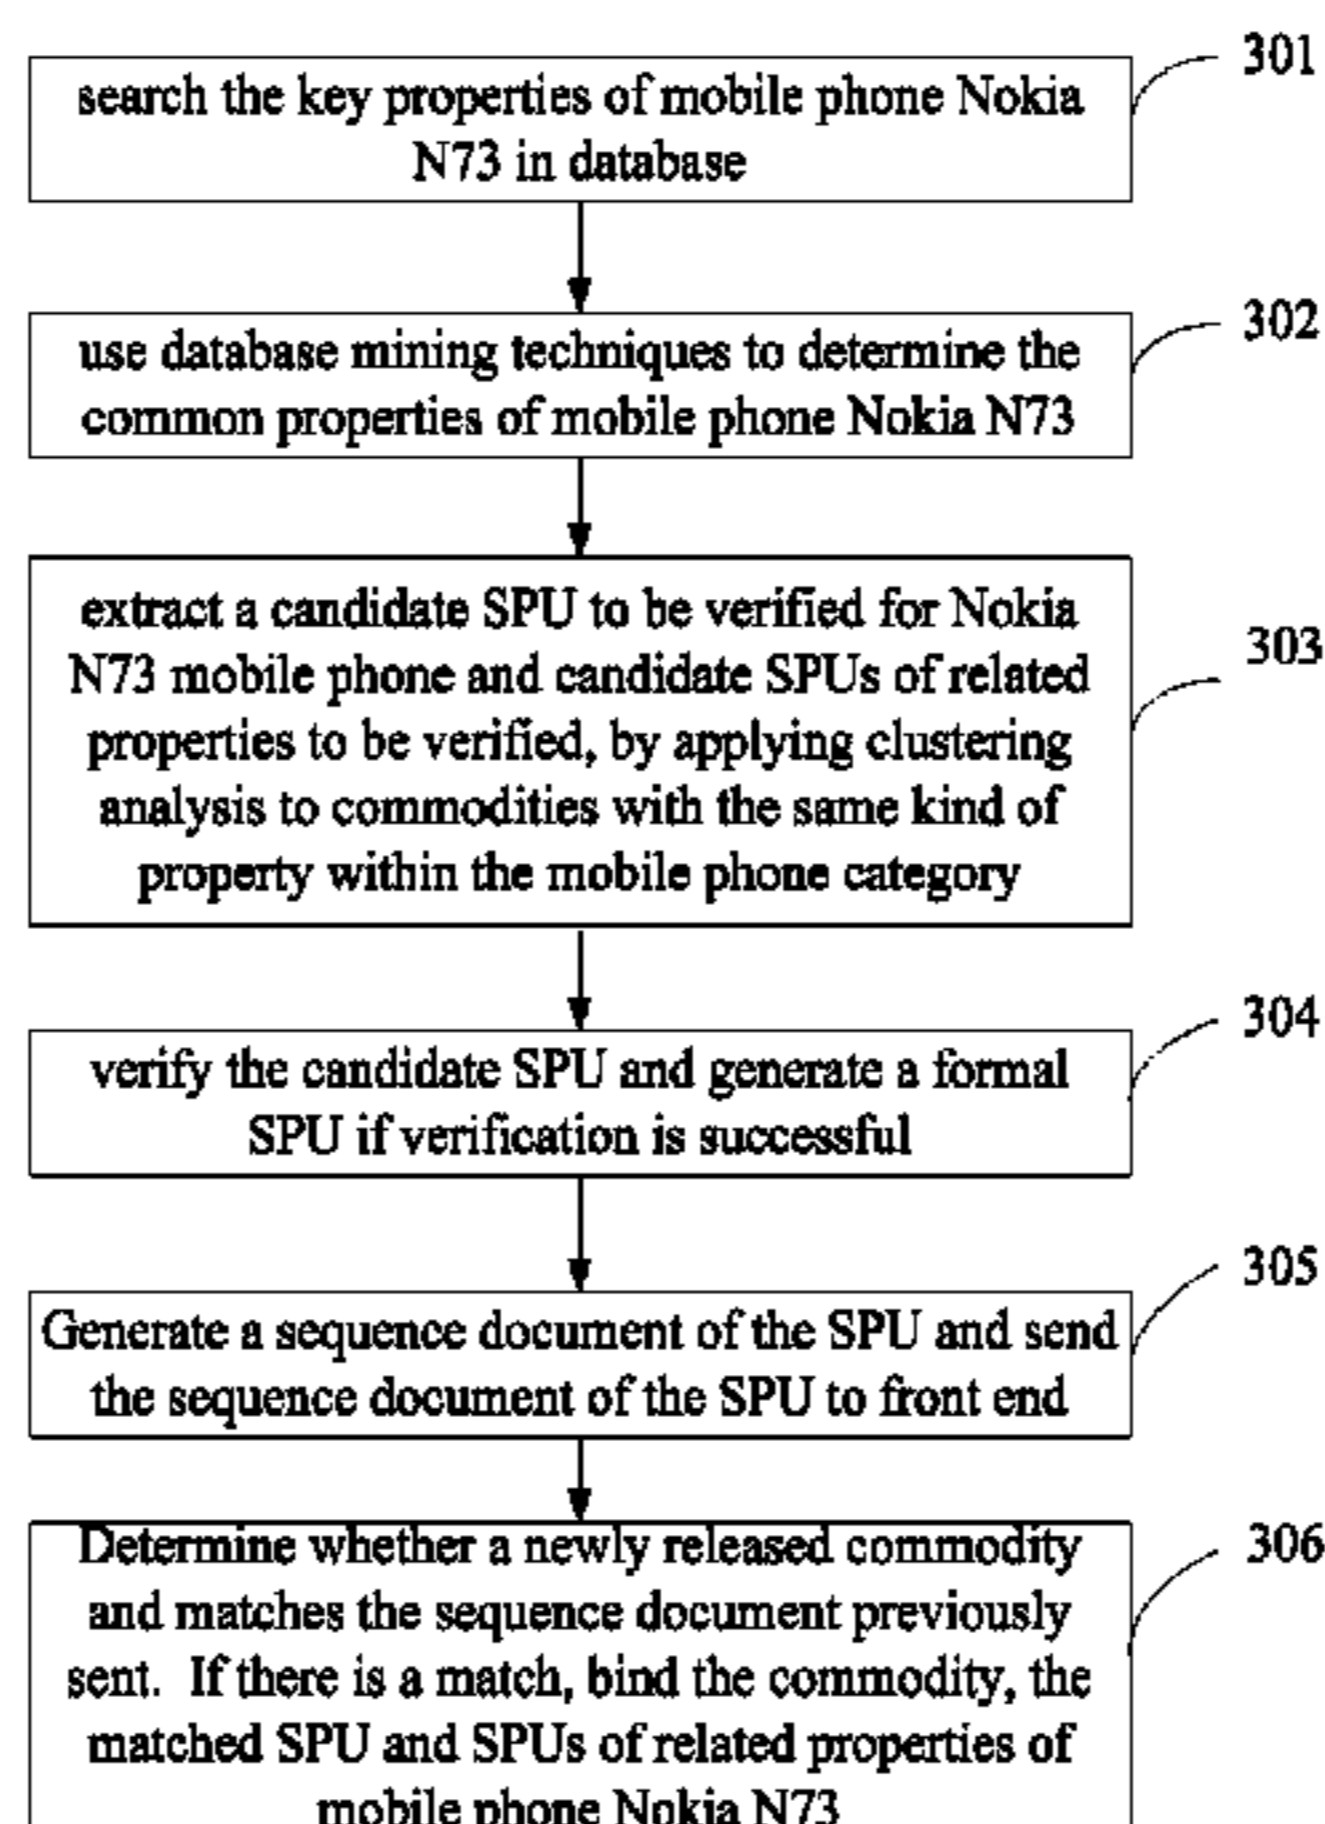 301
search the key properties of mobile phone Nokia
N73 in database
302
use database mining techniques to determine the
common properties of mobile phone Nokia N73
303
extract a candidate SPU to be verified for Nokia
N73 mobile phone and candidate SPUs of related
properties to be verified, by applying clustering
analysis to commodities with the same kind of
property within the mobile phone category
304
verify the candidate SPU and generate a formal
SPU if verification is successful
305
Generate a sequence document of the SPU and send
the sequence document of the SPU to front end
306
Determine whether a newly released commodity
and matches the sequence document previously
sent. If there is a match, bind the commodity, the
matched SPU and SPUs of related properties of
mobile phone Nokia N73